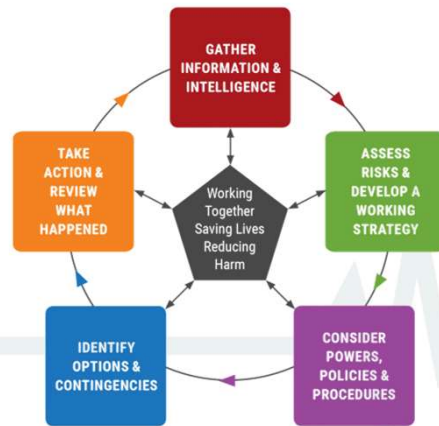 GATHER
INFORMATION &
INTELLIGENCE
ASSESS
RISKS &
DEVELOP A
WORKING
STRATEGY
CONSIDER
POWERS,
POLICIES &
PROCEDURES
IDENTIFY
OPTIONS &
CONTINGENCIES
TAKE
ACTION &
REVIEW
WHAT
HAPPENED
Working
Together
Saving Lives
Reducing
Harm